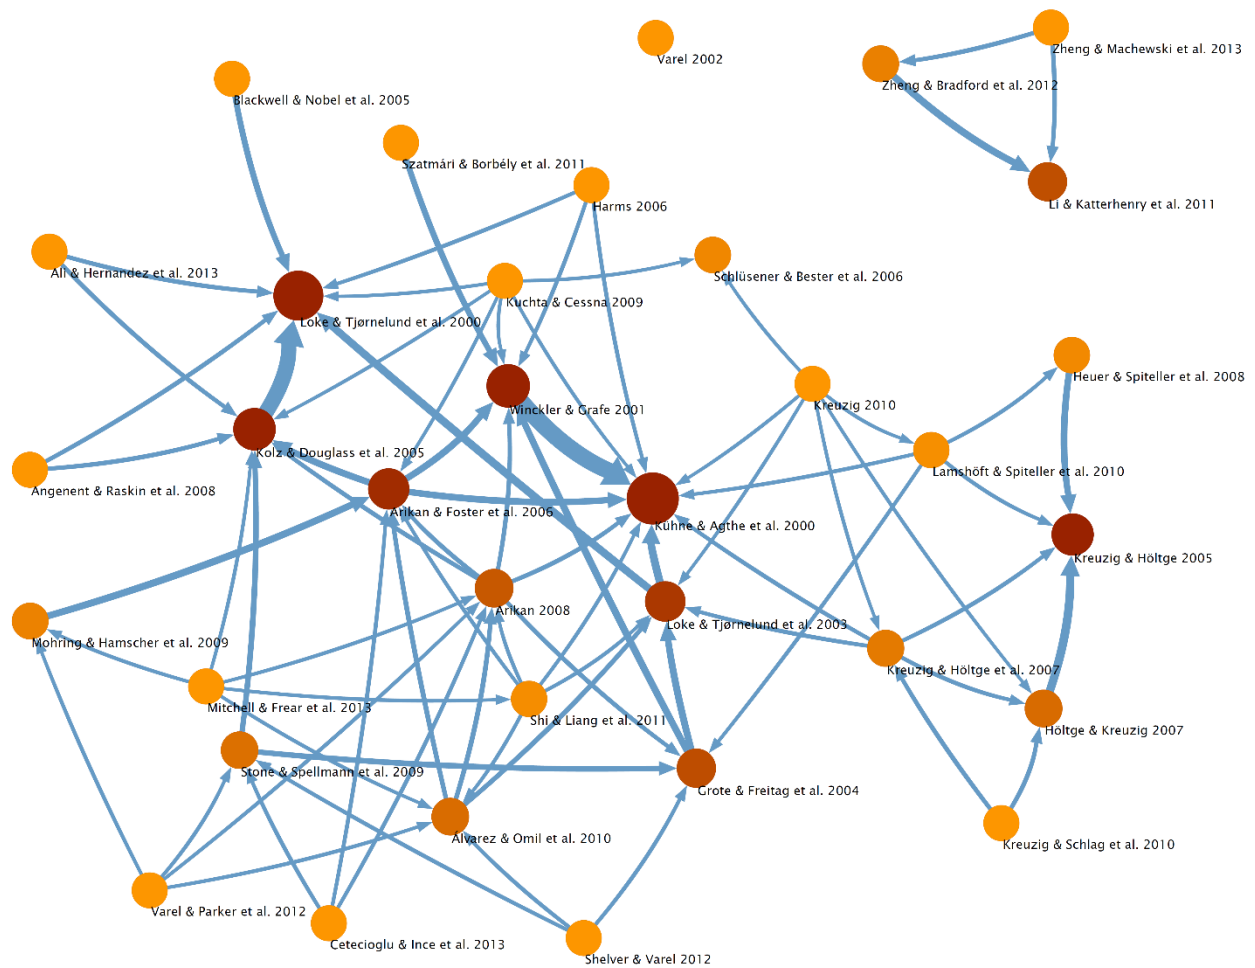 Varel 2002
Zheng & Machewski et al. 2013
Zheng & Bradford et al. 2012
Blackwell & Nobel et al. 2005
Szatmári & Borbély et al. 2011
Harms 2006
Li & Katterhenry et al. 2011
Ali & Hernandez et al. 2013
Schlüsener & Bester et al. 2006
Kuchta & Cessna 2009
Loke & Tjørnelund et al. 2000
Heuer & Spiteller et al. 2008
Kreuzig 2010
Winckler & Grafe 2001
Kolz & Douglass et al. 2005
Lamshöft & Spiteller et al. 2010
Angenent & Raskin et al. 2008
Arikan & Foster et al. 2006
Kühne & Agthe et al. 2000
Kreuzig & Höltge 2005
Arikan 2008
Loke & Tjørnelund et al. 2003
Mohring & Hamscher et al. 2009
Kreuzig & Höltge et al. 2007
Mitchell & Frear et al. 2013
Shi & Liang et al. 2011
Höltge & Kreuzig 2007
Stone & Spellmann et al. 2009
Grote & Freitag et al. 2004
Álvarez & Omil et al. 2010
Kreuzig & Schlag et al. 2010
Varel & Parker et al. 2012
Cetecioglu & Ince et al. 2013
Shelver & Varel 2012